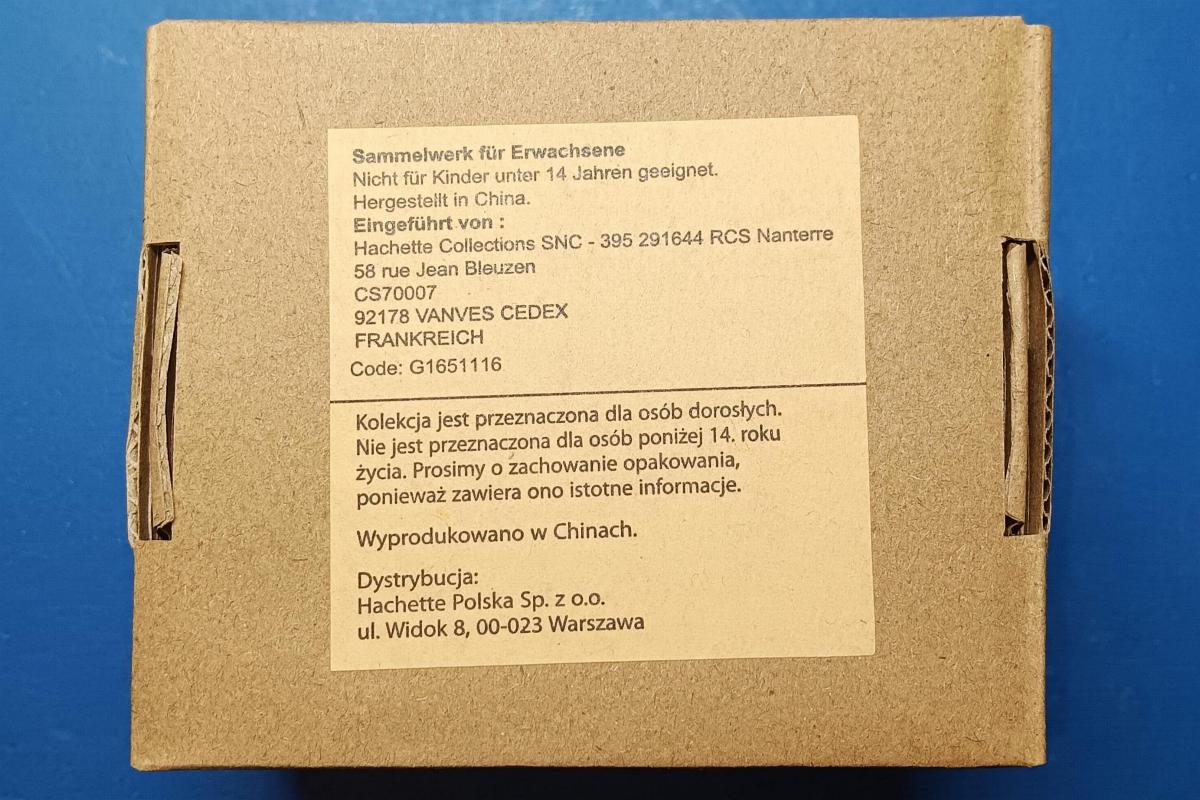 Sammelwerk für Erwachsene
Nicht für Kinder unter 14 Jahren geeignet.
Hergestellt in China.
Eingeführt von :
Hachette Collections SNC - 395 291644 RCS Nanterre
58 rue Jean Bleuzen
CS70007
92178 VANVES CEDEX
FRANKREICH
Code: G1651116
Kolekcja jest przeznaczona dla osób dorosłych.
Nie jest przeznaczona dla osób poniżej 14. roku
życia. Prosimy o zachowanie opakowania,
ponieważ zawiera ono istotne informacje.
Wyprodukowano w Chinach.
Dystrybucja:
Hachette Polska Sp. z o.o.
ul. Widok 8, 00-023 Warszawa